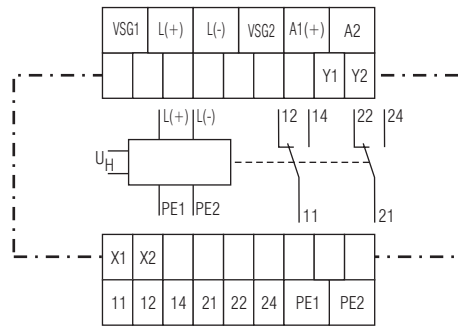 VSG1 L(+) L(-) VSG2 A1(+) A2
Y1 Y2
L(+) L(-) 12 14 22 24
UH
PE1 PE2 11 21
X1 X2
11 12 14 21 22 24 PE1 PE2